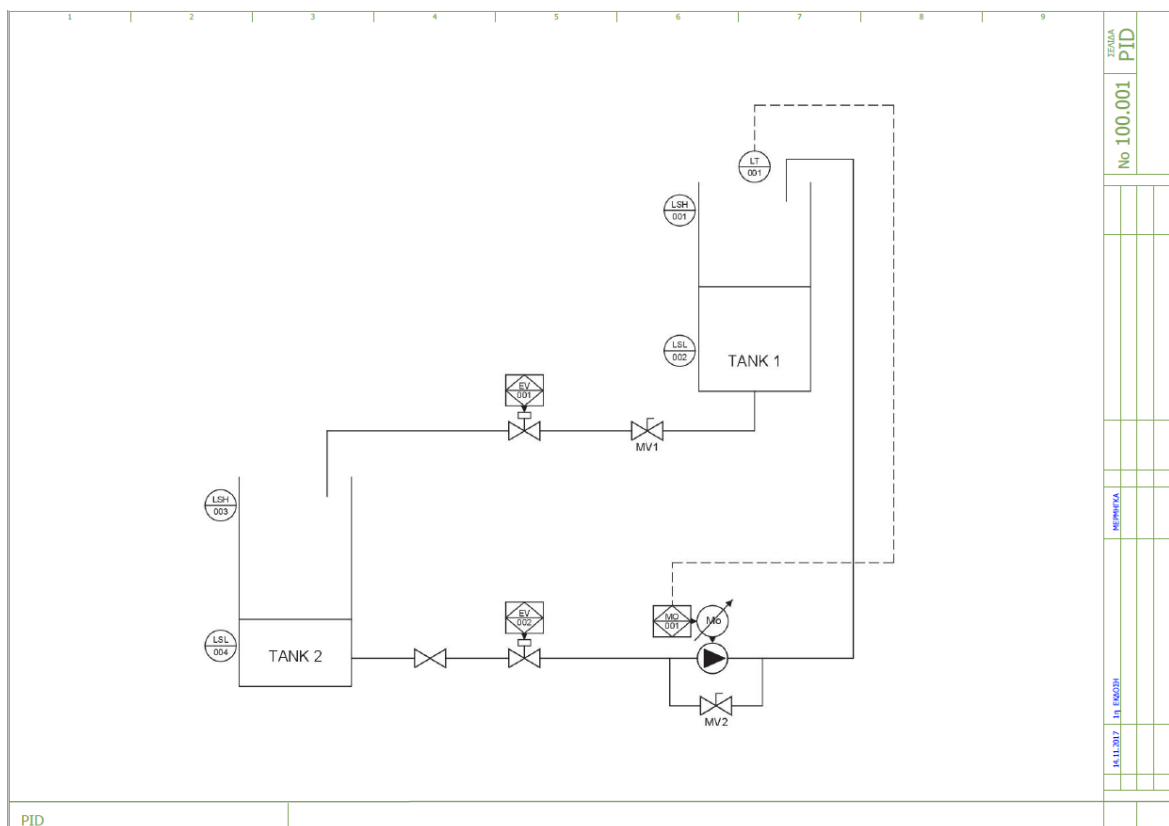 1 2 3 4 5 6 7 8 9
ΣΕΛΙΔΑ
PID
No 100.001
LT
001
LSH
001
LSL
002
TANK 1
EV
001
MV1
LSH
003
LSL
004
TANK 2
EV
002
MO
001
Mo
MV2
ΜΕΡΜΗΓΚΑ
14.11.2017 1η ΕΚΔΟΣΗ
PID